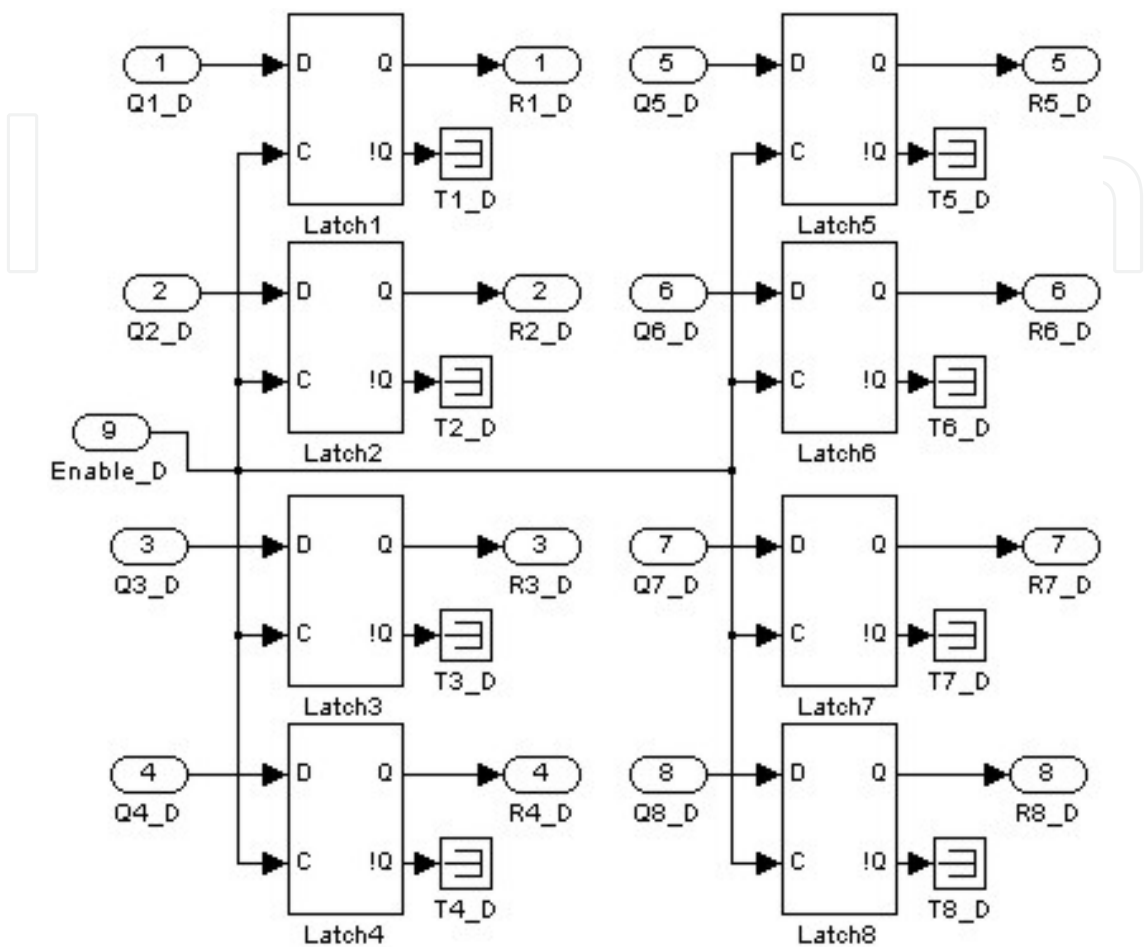 1 D Q 1 5 D Q 5
Q1_D R1_D Q5_D R5_D
C !Q C !Q
T1_D T5_D
Latch1 Latch5
2 D Q 2 6 D Q 6
Q2_D R2_D Q6_D R6_D
C !Q C !Q
T2_D T6_D
9
Latch2 Latch6
Enable_D
3 D Q 3 7 D Q 7
Q3_D R3_D Q7_D R7_D
C !Q C !Q
T3_D T7_D
Latch3 Latch7
4 D Q 4 8 D Q 8
Q4_D R4_D Q8_D R8_D
C !Q C !Q
T4_D T8_D
Latch4 Latch8